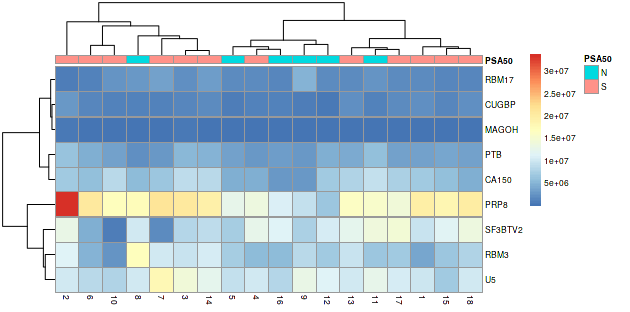 PSA50
RBM17
CUGBP
MAGOH
PTB
CA150
PRP8
SF3BTV2
RBM3
U5
2 6 10 8 7 3 14 5 4 16 9 12 13 11 17 1 15 18
3e+07
2.5e+07
2e+07
1.5e+07
1e+07
5e+06
PSA50
N
S